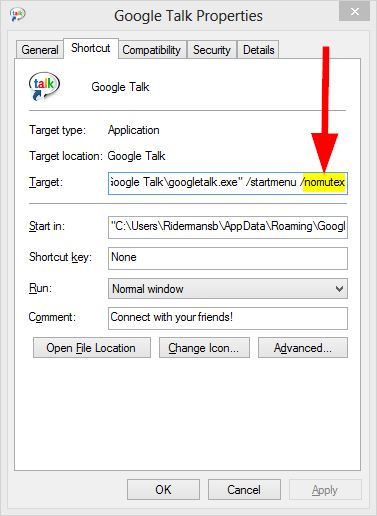 Google Talk Properties
General Shortcut Compatibility Security Details
talk
Google Talk
Target type: Application
Target location: Google Talk
Target: Google Talk\googletalk.exe" /startmenu /nomutex
Start in: "C:\Users\Ridermansb\AppData\Roaming\Googl
Shortcut key: None
Run: Normal window
Comment: Connect with your friends!
Open File Location Change Icon... Advanced...
OK Cancel Apply